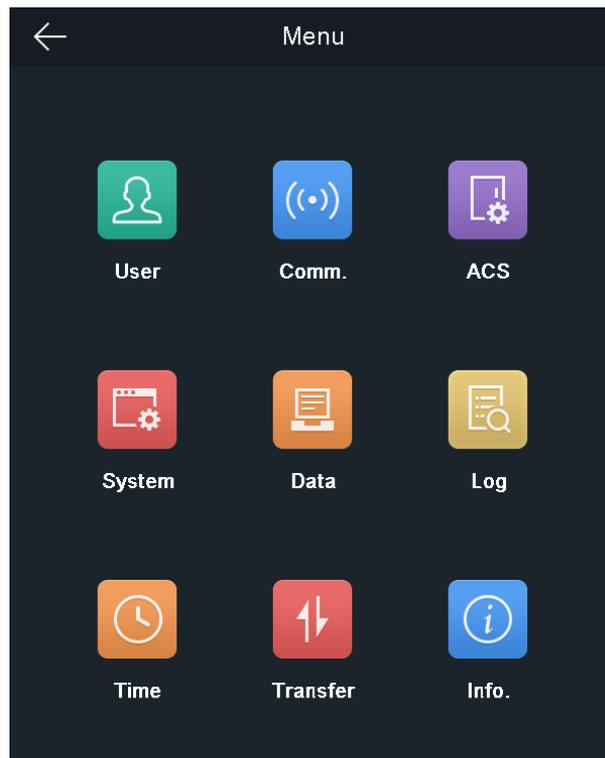 Menu
User Comm. ACS
System Data Log
Time Transfer Info.